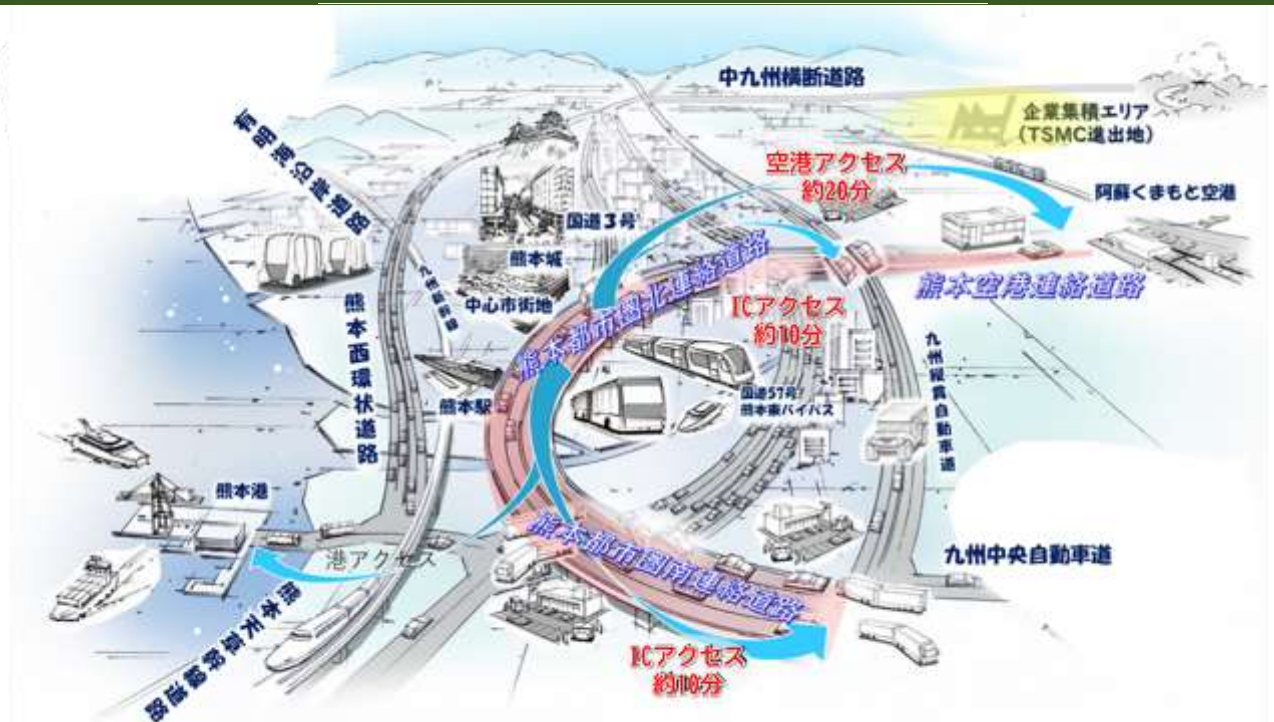 中九州横断道路
企業集積エリア
(TSMC進出地)
有明海沿岸道路
空港アクセス
約20分
阿蘇くまもと空港
国道3号
熊本城
中心市街地
九州新幹線
熊本都市圏北連絡道路
熊本空港連絡道路
ICアクセス
約10分
熊本西環状道路
熊本駅
国道57号
熊本東バイパス
九州縦貫自動車道
熊本港
港アクセス
熊本都市圏南連絡道路
九州中央自動車道
熊本天草幹線道路
ICアクセス
約10分